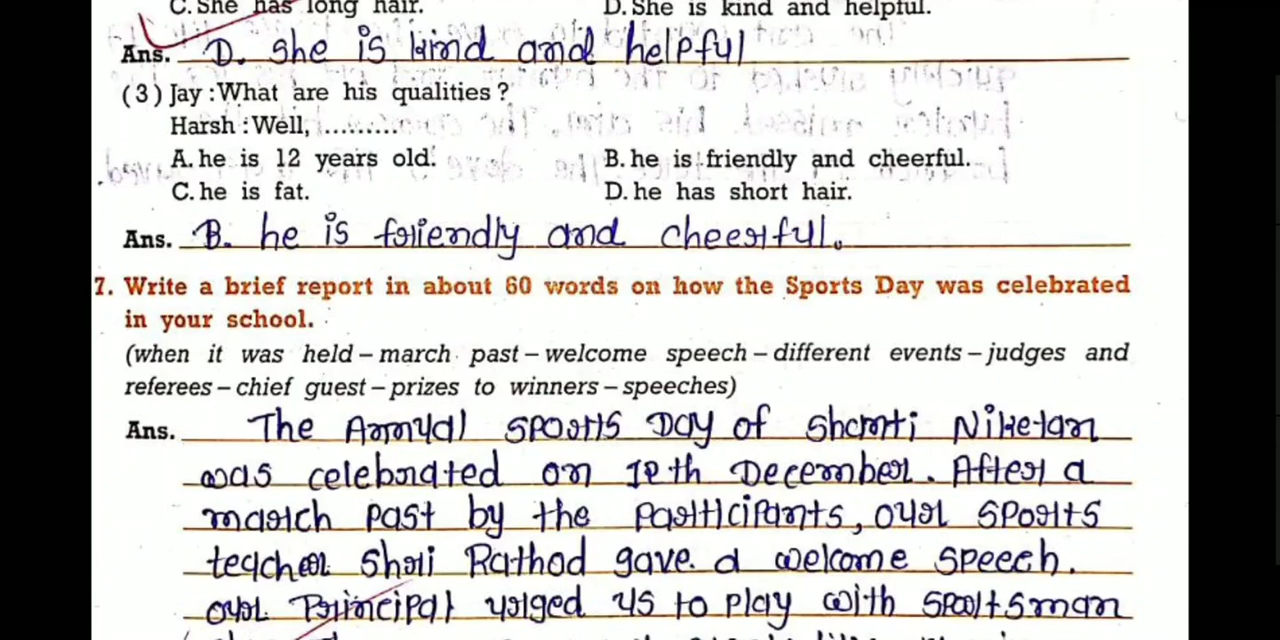 C. She has long hair. D. She is kind and helpful.
Ans. D. she is kind and helpful
(3) Jay : What are his qualities ?
Harsh : Well, ..........
A. he is 12 years old. B. he is friendly and cheerful.
C. he is fat. D. he has short hair.
Ans. B. he is friendly and cheerful.
7. Write a brief report in about 60 words on how the Sports Day was celebrated
in your school.
(when it was held – march past – welcome speech – different events – judges and
referees – chief guest – prizes to winners – speeches)
Ans. The Annual Sports Day of Shanti Niketan
was celebrated on th December. After a
march past by the participants, our sports
teacher Shri Rathod gave a welcome speech.
our Principal urged us to play with sportsman